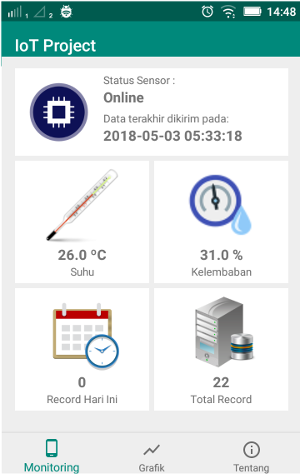 1 2 14:48
IoT Project
Status Sensor :
Online
Data terakhir dikirim pada:
2018-05-03 05:33:18
26.0 ºC
Suhu
31.0 %
Kelembaban
0
Record Hari Ini
22
Total Record
Monitoring
Grafik
Tentang